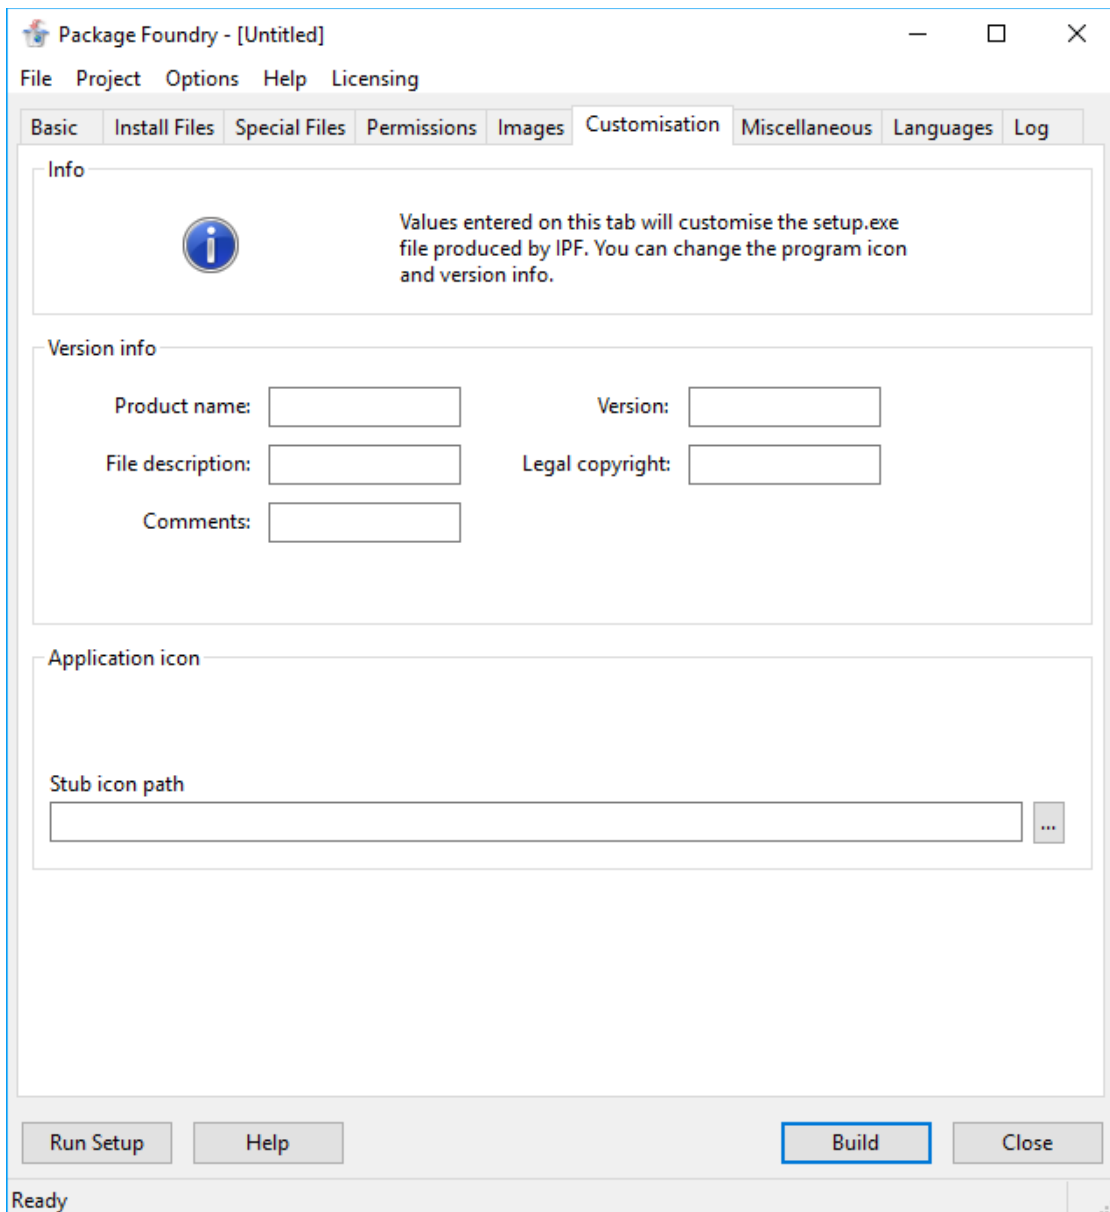 Package Foundry - [Untitled]
File Project Options Help Licensing
Basic Install Files Special Files Permissions Images Customisation Miscellaneous Languages Log
Info
Values entered on this tab will customise the setup.exe
file produced by IPF. You can change the program icon
and version info.
Version info
Product name: Version:
File description: Legal copyright:
Comments:
Application icon
Stub icon path
...
Run Setup Help Build Close
Ready